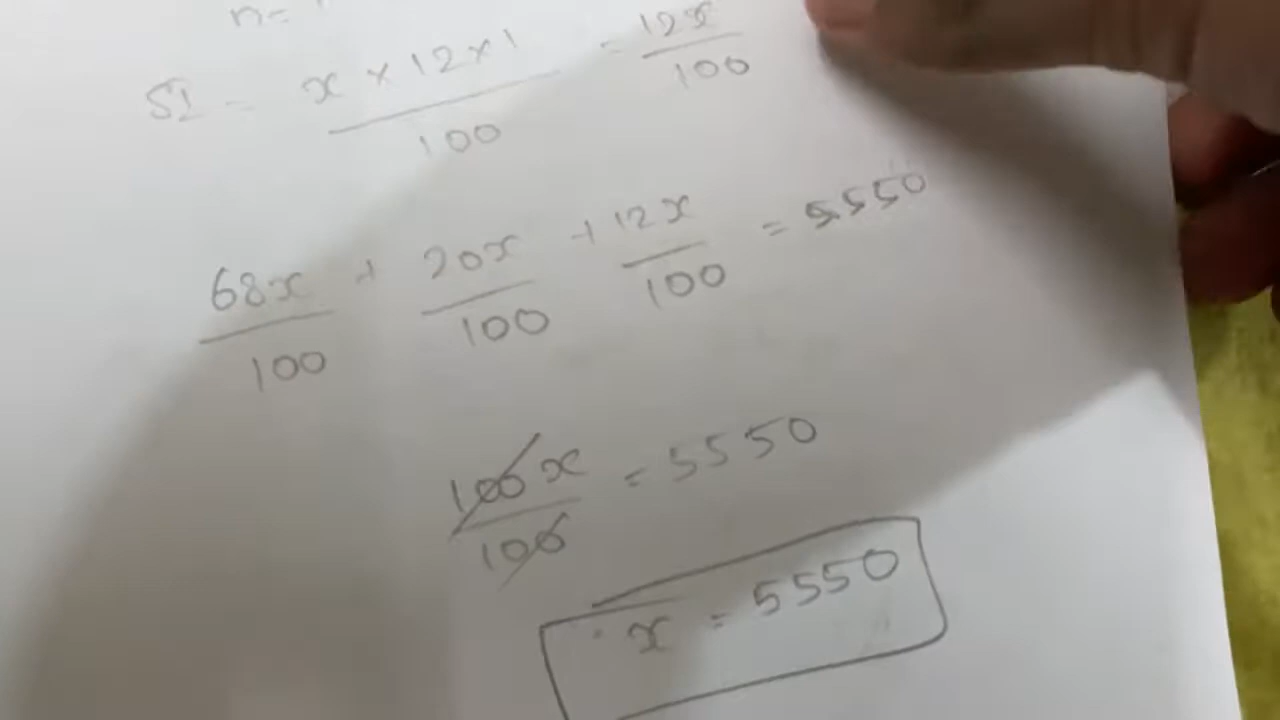 n=
SI = x × 12 × 1 / 100 = 12x / 100
68x / 100 + 20x / 100 + 12x / 100 = 5550
100x / 100 = 5550
x = 5550